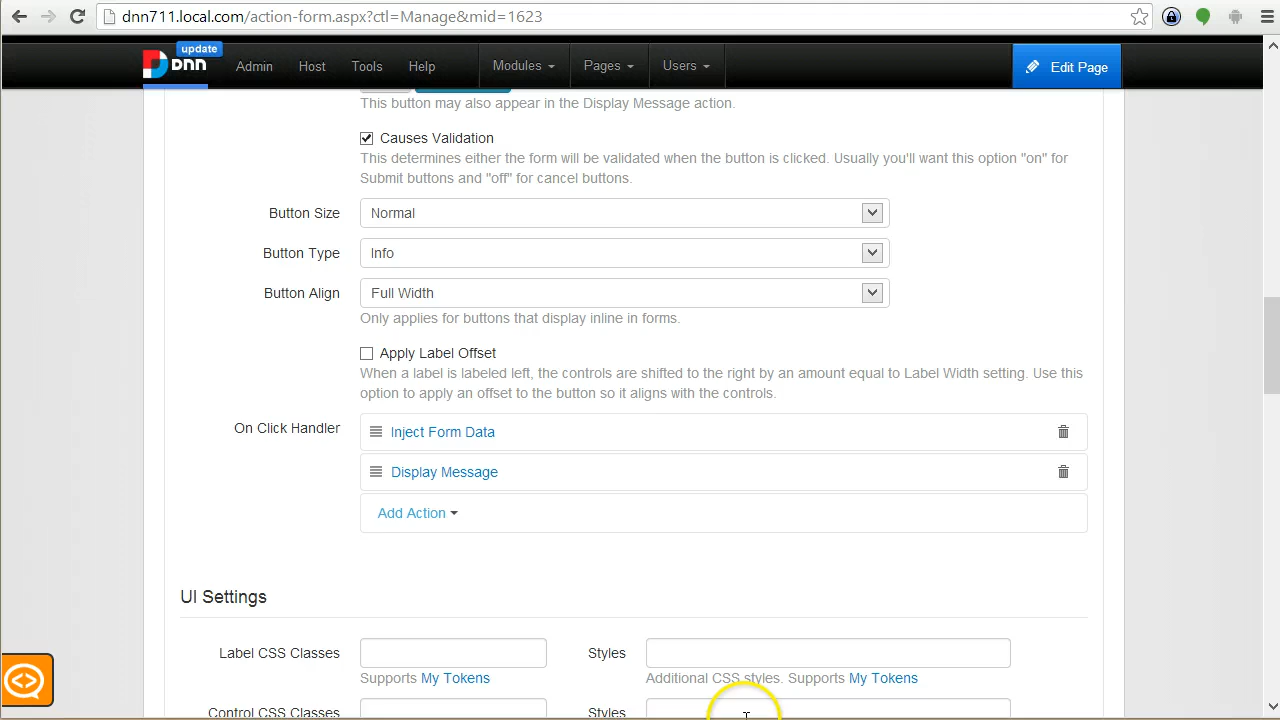 dnn711.local.com/action-form.aspx?ctl=Manage&mid=1623
update
DNN Admin Host Tools Help Modules Pages Users Edit Page
This button may also appear in the Display Message action.
Causes Validation
This determines either the form will be validated when the button is clicked. Usually you'll want this option "on" for
Submit buttons and "off" for cancel buttons.
Button Size Normal
Button Type Info
Button Align Full Width
Only applies for buttons that display inline in forms.
Apply Label Offset
When a label is labeled left, the controls are shifted to the right by an amount equal to Label Width setting. Use this
option to apply an offset to the button so it aligns with the controls.
On Click Handler Inject Form Data
Display Message
Add Action
UI Settings
Label CSS Classes Styles
Supports My Tokens Additional CSS styles. Supports My Tokens
Control CSS Classes Styles